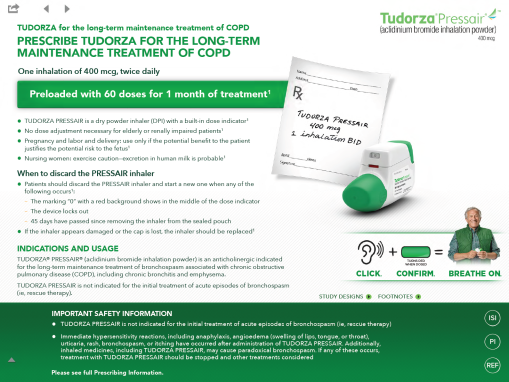 TUDORZA for the long-term maintenance treatment of COPD
PRESCRIBE TUDORZA FOR THE LONG-TERM
MAINTENANCE TREATMENT OF COPD
Tudorza® Pressair®™
(aclidinium bromide inhalation powder)
400 mcg
One inhalation of 400 mcg, twice daily
Preloaded with 60 doses for 1 month of treatment¹
Rx
TUDORZA PRESSAIR
400 mcg
1 inhalation BID
• TUDORZA PRESSAIR is a dry powder inhaler (DPI) with a built-in dose indicator¹
• No dose adjustment necessary for elderly or renally impaired patients¹
• Pregnancy and labor and delivery: use only if the potential benefit to the patient
justifies the potential risk to the fetus¹
• Nursing women: exercise caution—excretion in human milk is probable¹
When to discard the PRESSAIR inhaler
• Patients should discard the PRESSAIR inhaler and start a new one when any of the
following occurs¹:
– The marking "0" with a red background shows in the middle of the dose indicator
– The device locks out
– 45 days have passed since removing the inhaler from the sealed pouch
• If the inhaler appears damaged or the cap is lost, the inhaler should be replaced⁵
INDICATIONS AND USAGE
TUDORZA® PRESSAIR® (aclidinium bromide inhalation powder) is an anticholinergic indicated
for the long-term maintenance treatment of bronchospasm associated with chronic obstructive
pulmonary disease (COPD), including chronic bronchitis and emphysema.
TUDORZA PRESSAIR is not indicated for the initial treatment of acute episodes of bronchospasm
(ie, rescue therapy).
+ =
CLICK. CONFIRM. BREATHE ON.
STUDY DESIGNS FOOTNOTES
IMPORTANT SAFETY INFORMATION
• TUDORZA PRESSAIR is not indicated for the initial treatment of acute episodes of bronchospasm (ie, rescue therapy)
• Immediate hypersensitivity reactions, including anaphylaxis, angioedema (swelling of lips, tongue, or throat),
urticaria, rash, bronchospasm, or itching have occurred after administration of TUDORZA PRESSAIR. Additionally,
inhaled medicines, including TUDORZA PRESSAIR, may cause paradoxical bronchospasm. If any of these occurs,
treatment with TUDORZA PRESSAIR should be stopped and other treatments considered
Please see full Prescribing Information.
ISI
PI
REF